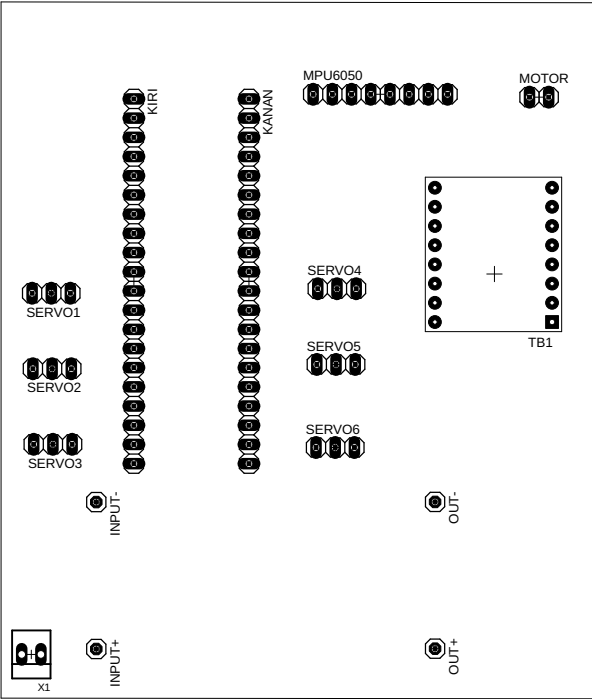 MPU6050
MOTOR
KIRI
KANAN
SERVO4
SERVO1
TB1
SERVO5
SERVO2
SERVO6
SERVO3
INPUT-
OUT-
INPUT+
OUT+
X1